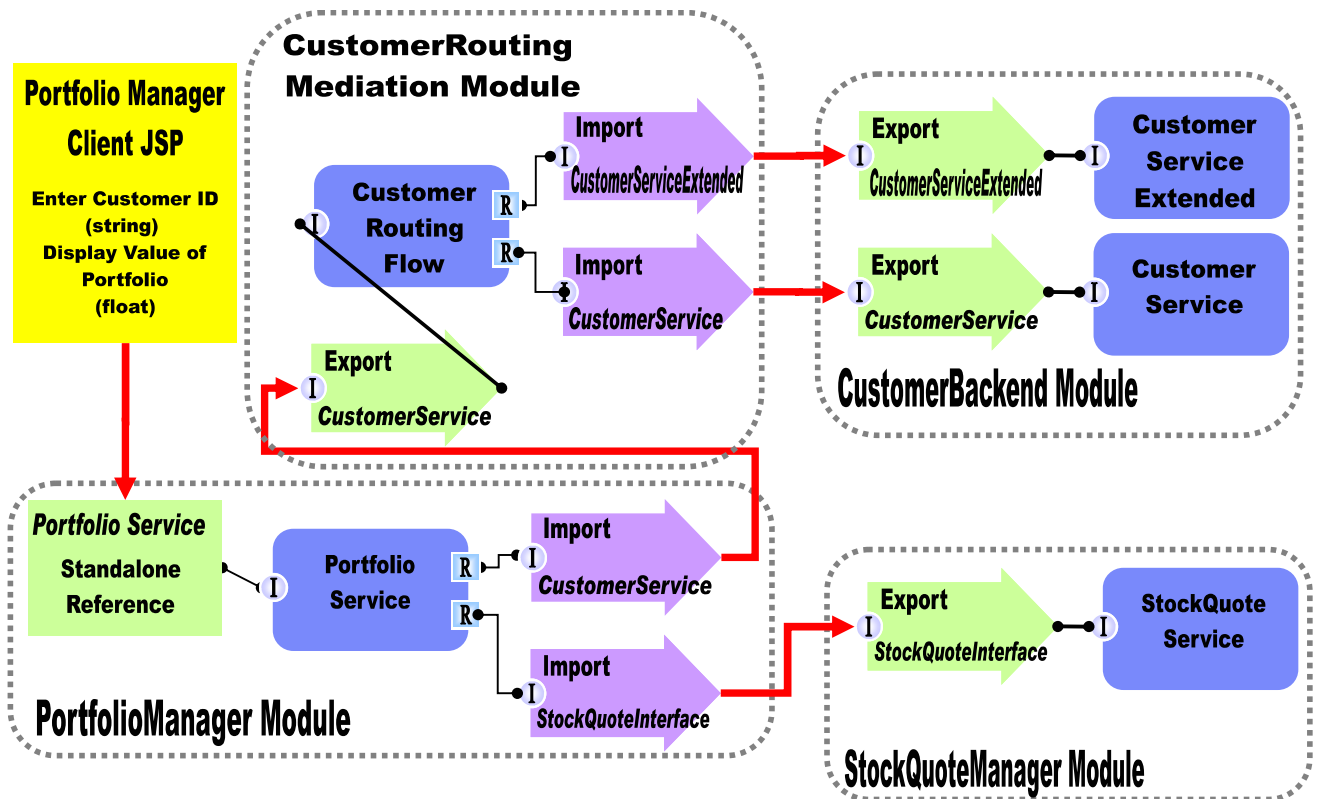 Portfolio Manager
Client JSP
Enter Customer ID
(string)
Display Value of
Portfolio
(float)
CustomerRouting
Mediation Module
Customer
Routing
Flow
I
R
R
Import
I
CustomerServiceExtended
Import
I
CustomerService
Export
I
CustomerService
Export
I
CustomerServiceExtended
I
Customer
Service
Extended
Export
I
CustomerService
I
Customer
Service
CustomerBackend Module
Portfolio Service
Standalone
Reference
I
Portfolio
Service
R
R
Import
I
CustomerService
Import
I
StockQuoteInterface
PortfolioManager Module
Export
I
StockQuoteInterface
I
StockQuote
Service
StockQuoteManager Module